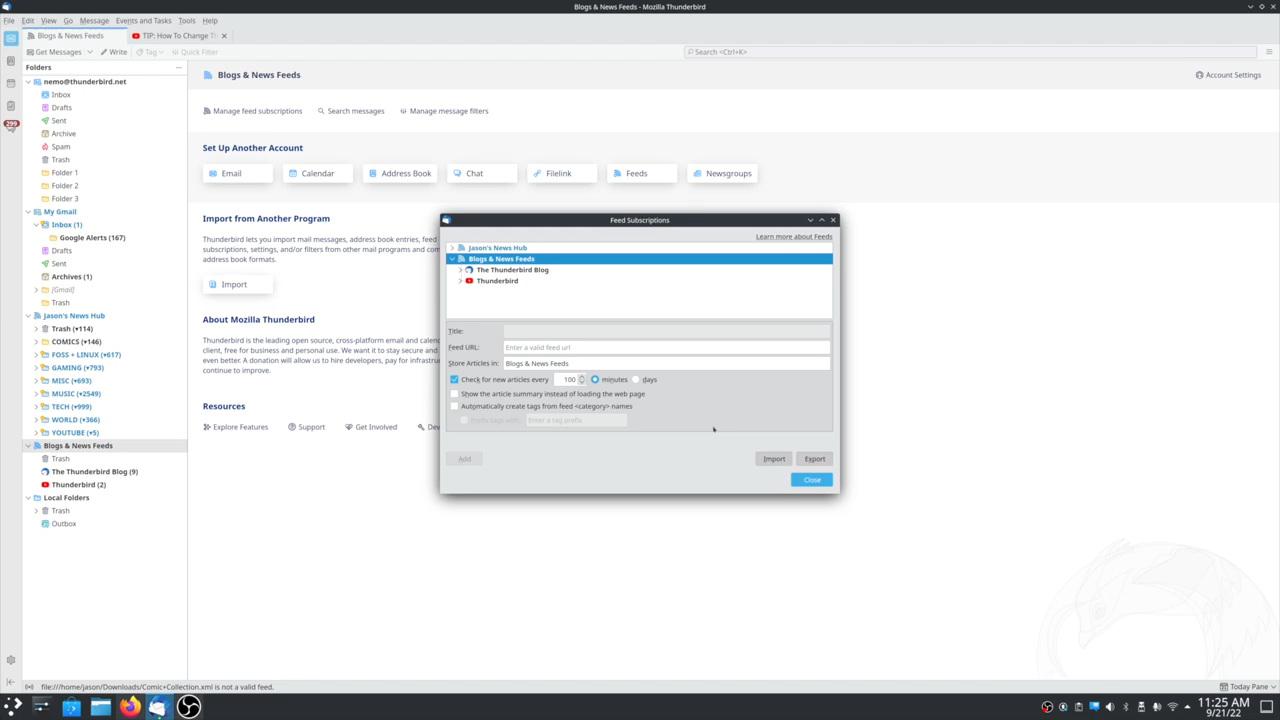 Blogs & News Feeds - Mozilla Thunderbird
File Edit View Go Message Events and Tasks Tools Help
Blogs & News Feeds
TIP: How To Change T
Get Messages Write Tag Quick Filter Search <Ctrl+K>
Folders
nemo@thunderbird.net
Inbox
Drafts
Sent
Archive
Spam
Trash
Folder 1
Folder 2
Folder 3
My Gmail
Inbox (1)
Google Alerts (167)
Drafts
Sent
Archives (1)
[Gmail]
Trash
Jason's News Hub
Trash (▾114)
COMICS (▾146)
FOSS + LINUX (▾617)
GAMING (▾793)
MISC (▾693)
MUSIC (▾2549)
TECH (▾999)
WORLD (▾366)
YOUTUBE (▾5)
Blogs & News Feeds
Trash
The Thunderbird Blog (9)
Thunderbird (2)
Local Folders
Trash
Outbox
299
Blogs & News Feeds
Account Settings
Manage feed subscriptions Search messages Manage message filters
Set Up Another Account
Email Calendar Address Book Chat Filelink Feeds Newsgroups
Import from Another Program
Thunderbird lets you import mail messages, address book entries, feed
subscriptions, settings, and/or filters from other mail programs and com
address book formats.
Import
About Mozilla Thunderbird
Thunderbird is the leading open source, cross-platform email and calendar
client, free for business and personal use. We want it to stay secure and
even better. A donation will allow us to hire developers, pay for infrastruc
continue to improve.
Resources
Explore Features Support Get Involved Dev
Feed Subscriptions
Learn more about Feeds
Jason's News Hub
Blogs & News Feeds
The Thunderbird Blog
Thunderbird
Title:
Feed URL: Enter a valid feed url
Store Articles in: Blogs & News Feeds
Check for new articles every 100 minutes days
Show the article summary instead of loading the web page
Automatically create tags from feed <category> names
Prefix tags with: Enter a tag prefix
Add Import Export
Close
file:///home/jason/Downloads/Comic+Collection.xml is not a valid feed.
Today Pane
11:25 AM
9/21/22